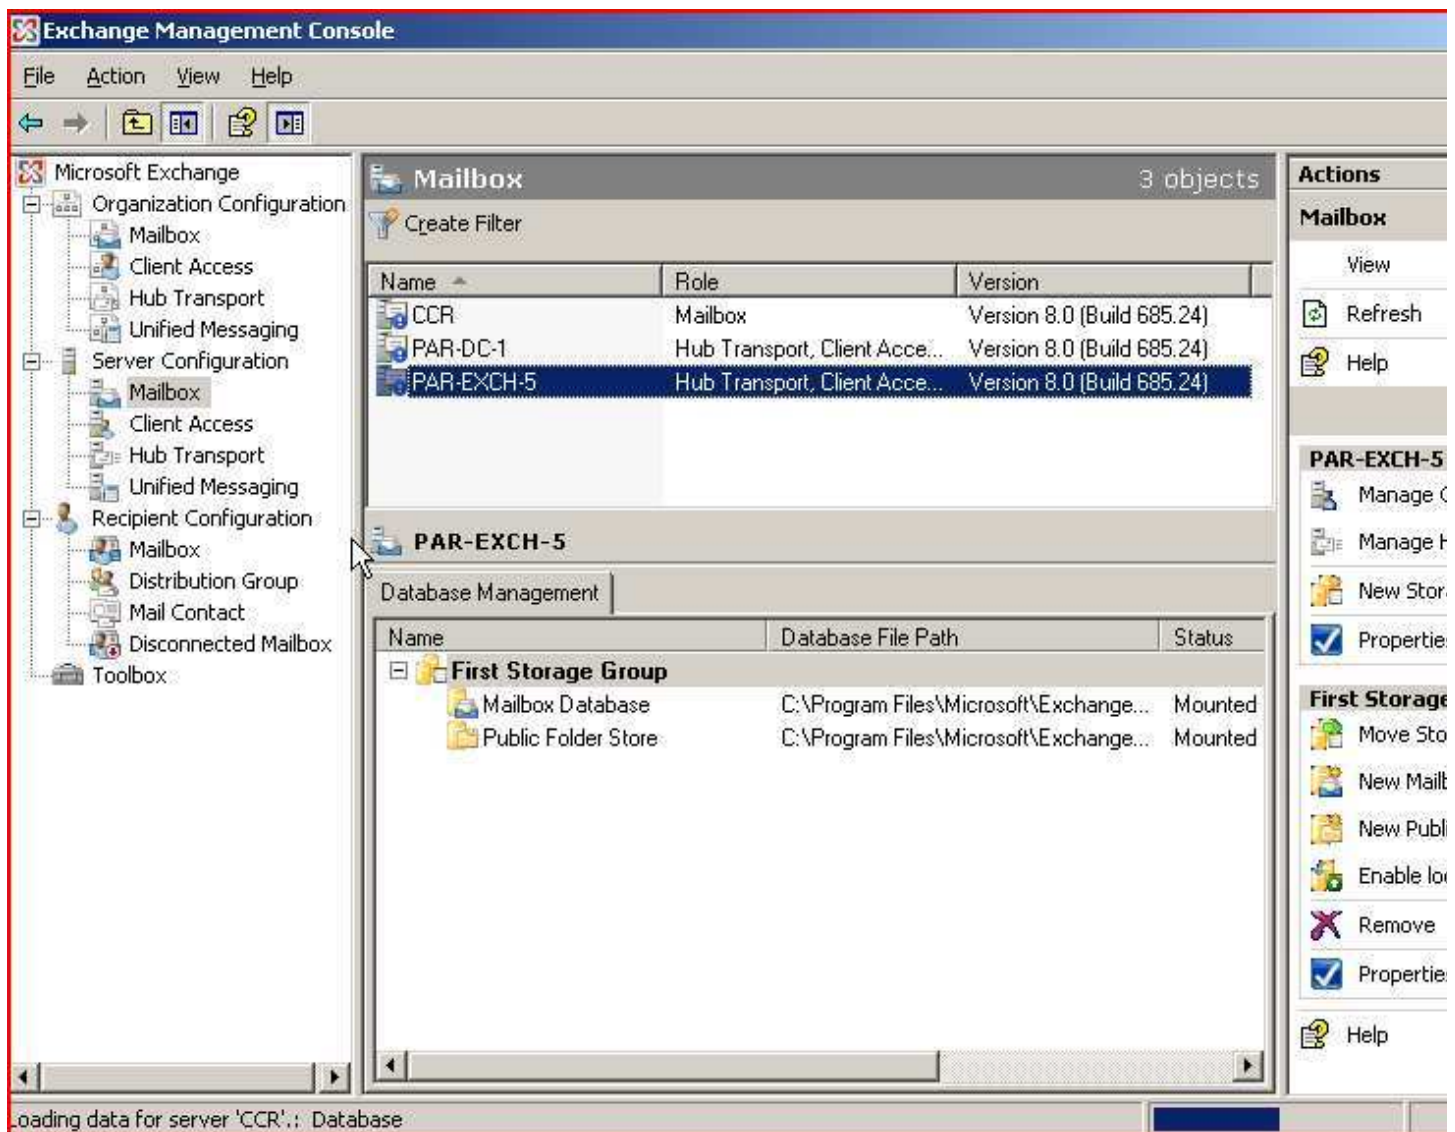 Exchange Management Console
File Action View Help
Microsoft Exchange
Organization Configuration
Mailbox
Client Access
Hub Transport
Unified Messaging
Server Configuration
Mailbox
Client Access
Hub Transport
Unified Messaging
Recipient Configuration
Mailbox
Distribution Group
Mail Contact
Disconnected Mailbox
Toolbox
Mailbox 3 objects
Create Filter
Name Role Version
CCR Mailbox Version 8.0 (Build 685.24)
PAR-DC-1 Hub Transport, Client Acce... Version 8.0 (Build 685.24)
PAR-EXCH-5 Hub Transport, Client Acce... Version 8.0 (Build 685.24)
PAR-EXCH-5
Database Management
Name Database File Path Status
First Storage Group
Mailbox Database C:\Program Files\Microsoft\Exchange... Mounted
Public Folder Store C:\Program Files\Microsoft\Exchange... Mounted
Actions
Mailbox
View
Refresh
Help
PAR-EXCH-5
Manage
Manage H
New Stor
Propertie
First Storage
Move Sto
New Mailb
New Publi
Enable lo
Remove
Propertie
Help
Loading data for server 'CCR'.: Database